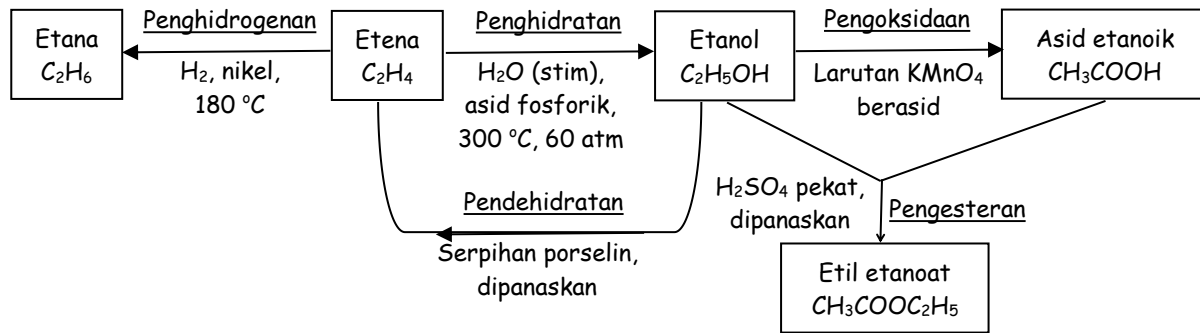 Etana
C₂H₆
Penghidrogenan
H₂, nikel,
180 °C
Etena
C₂H₄
Penghidratan
H₂O (stim),
asid fosforik,
300 °C, 60 atm
Etanol
C₂H₅OH
Pengoksidaan
Larutan KMnO₄
berasid
Asid etanoik
CH₃COOH
Pendehidratan
Serpihan porselin,
dipanaskan
H₂SO₄ pekat,
dipanaskan
Pengesteran
Etil etanoat
CH₃COOC₂H₅